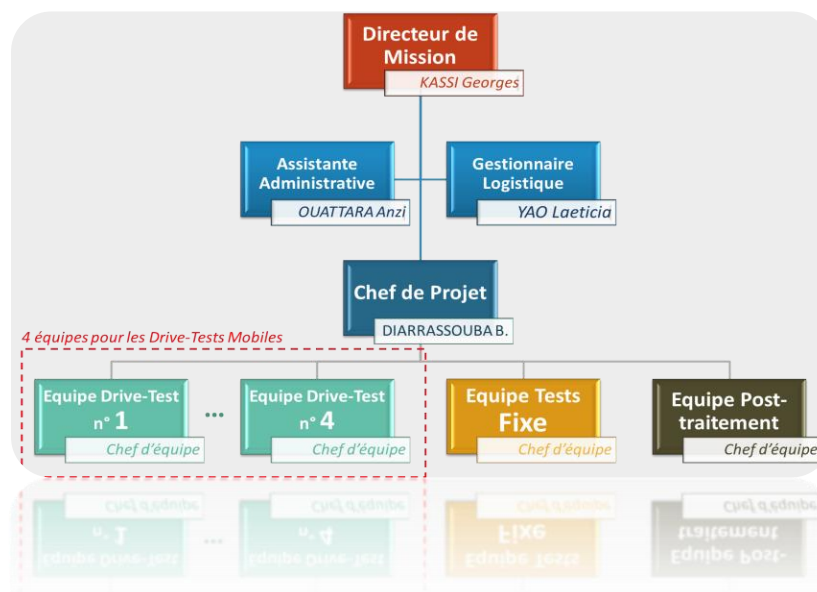 Directeur de
Mission
KASSI Georges
Assistante
Administrative
OUATTARA Anzi
Gestionnaire
Logistique
YAO Laeticia
Chef de Projet
DIARRASSOUBA B.
4 équipes pour les Drive-Tests Mobiles
Equipe Drive-Test
n° 1
Chef d'équipe
...
Equipe Drive-Test
n° 4
Chef d'équipe
Equipe Tests
Fixe
Chef d'équipe
Equipe Post-
traitement
Chef d'équipe